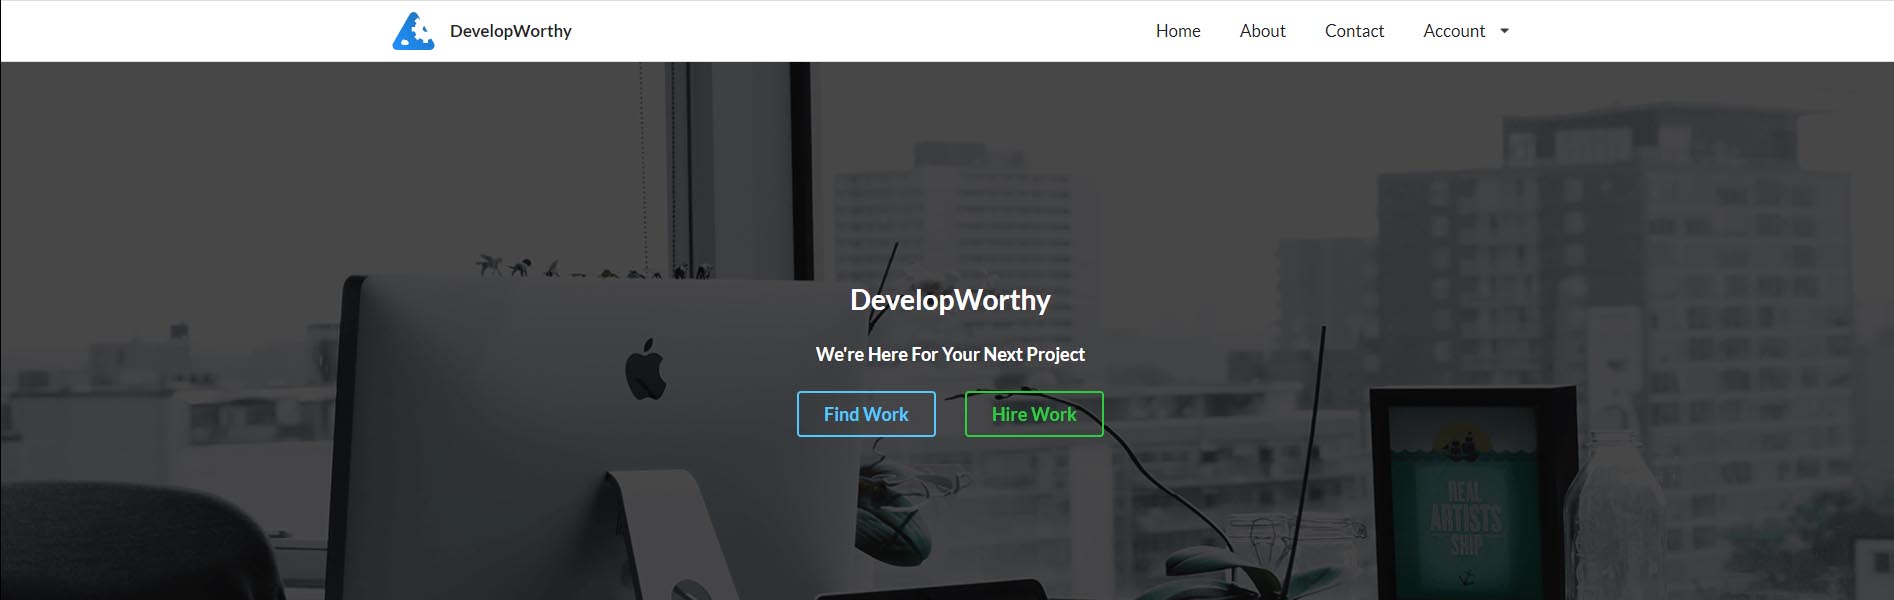 DevelopWorthy
Home
About
Contact
Account
DevelopWorthy
We're Here For Your Next Project
Find Work
Hire Work
REAL
ARTISTS
SHIP